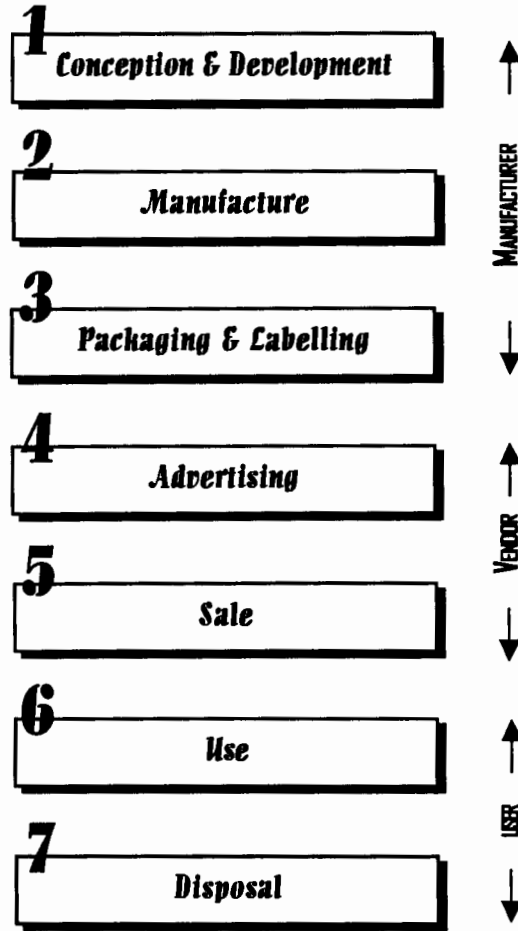 1
Conception & Development
2
Manufacture
3
Packaging & Labelling
MANUFACTURER
4
Advertising
5
Sale
VENDOR
6
Use
7
Disposal
USER